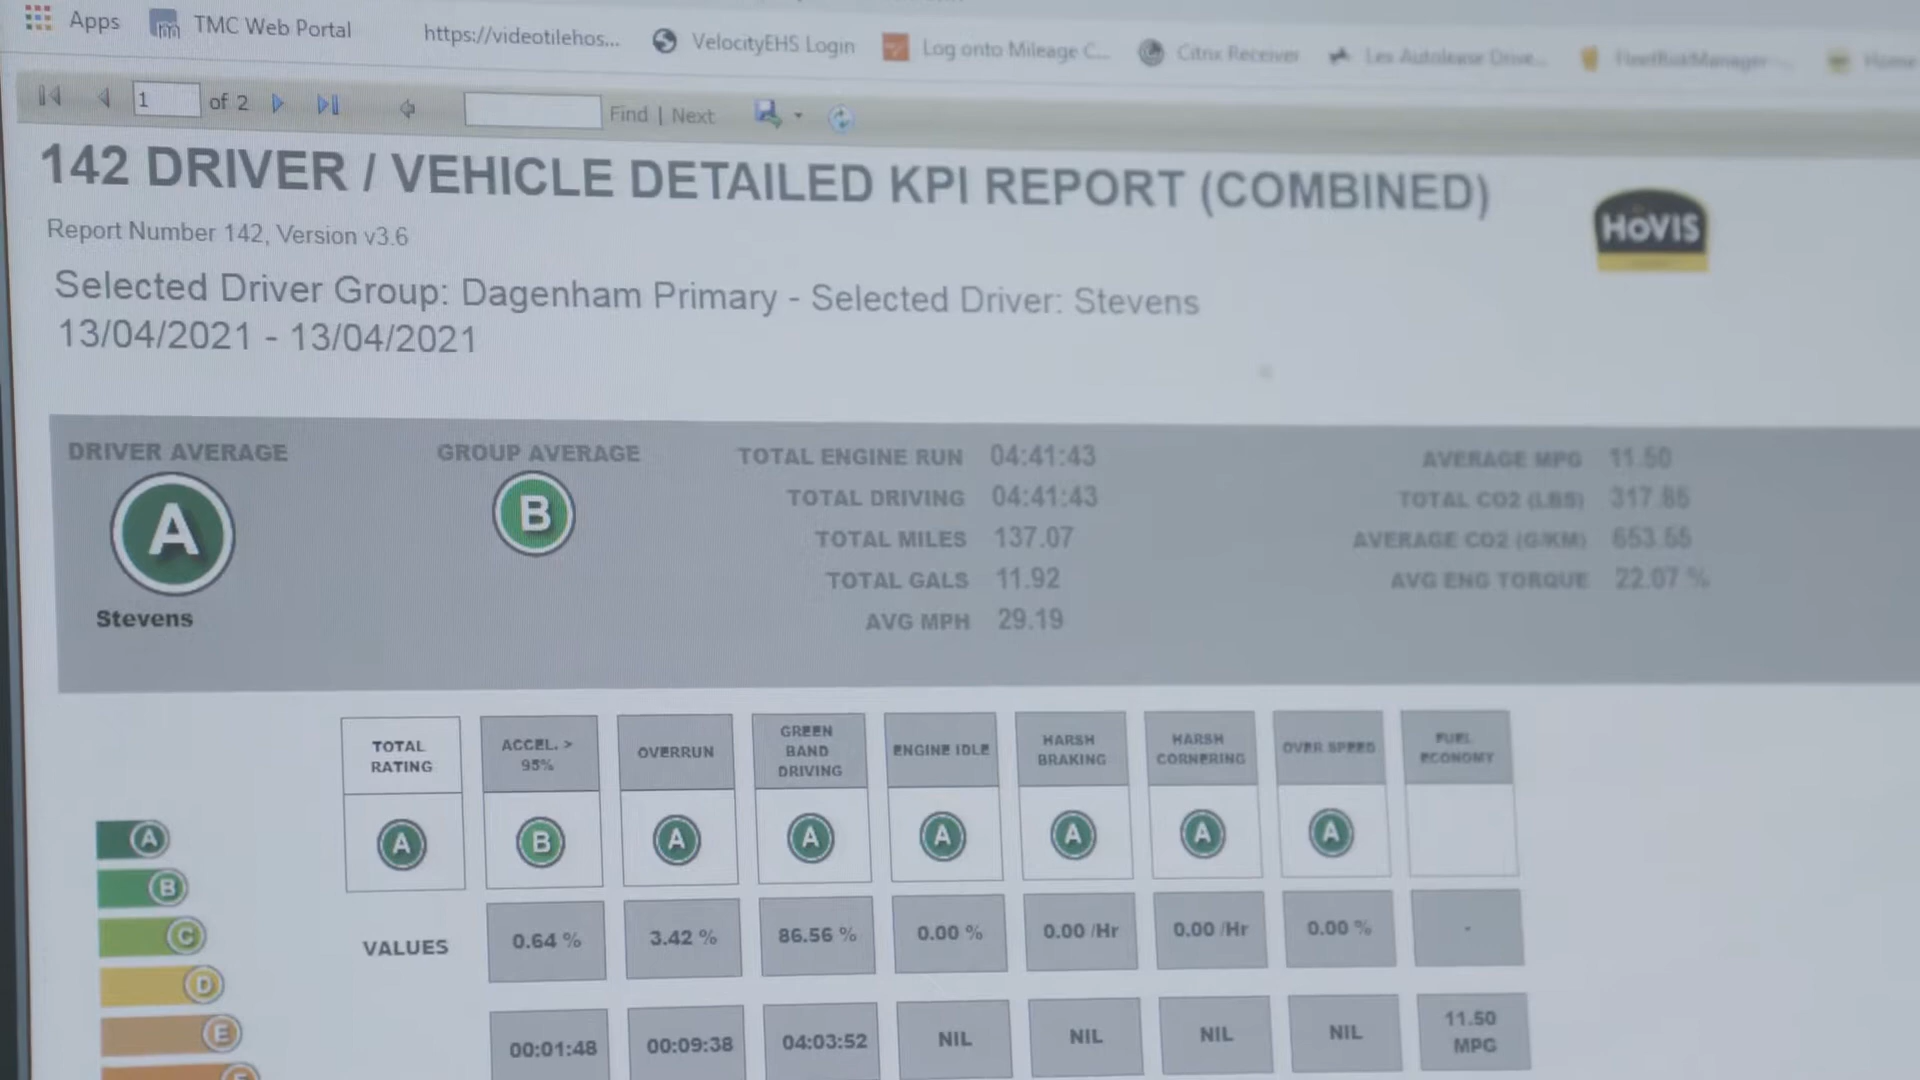 Apps TMC Web Portal https://videotilehos... VelocityEHS Login Log onto Mileage C... Citrix Receiver Lex Autolease Drive... Home
1 of 2 Find | Next
142 DRIVER / VEHICLE DETAILED KPI REPORT (COMBINED)
HOVIS
Report Number 142, Version v3.6
Selected Driver Group: Dagenham Primary - Selected Driver: Stevens
13/04/2021 - 13/04/2021
DRIVER AVERAGE
A
Stevens
GROUP AVERAGE
B
TOTAL ENGINE RUN 04:41:43
TOTAL DRIVING 04:41:43
TOTAL MILES 137.07
TOTAL GALS 11.92
AVG MPH 29.19
AVERAGE MPG 11.50
TOTAL CO2 (LBS) 317.85
AVERAGE CO2 (G/KM) 653.55
AVG ENG TORQUE 22.07 %
TOTAL RATING
ACCEL. > 95%
OVERRUN
GREEN BAND DRIVING
ENGINE IDLE
HARSH BRAKING
HARSH CORNERING
OVER SPEED
FUEL ECONOMY
A B A A A A A A
VALUES 0.64 % 3.42 % 86.56 % 0.00 % 0.00 /Hr 0.00 /Hr 0.00 % -
00:01:48 00:09:38 04:03:52 NIL NIL NIL NIL 11.50 MPG
A
B
C
D
E